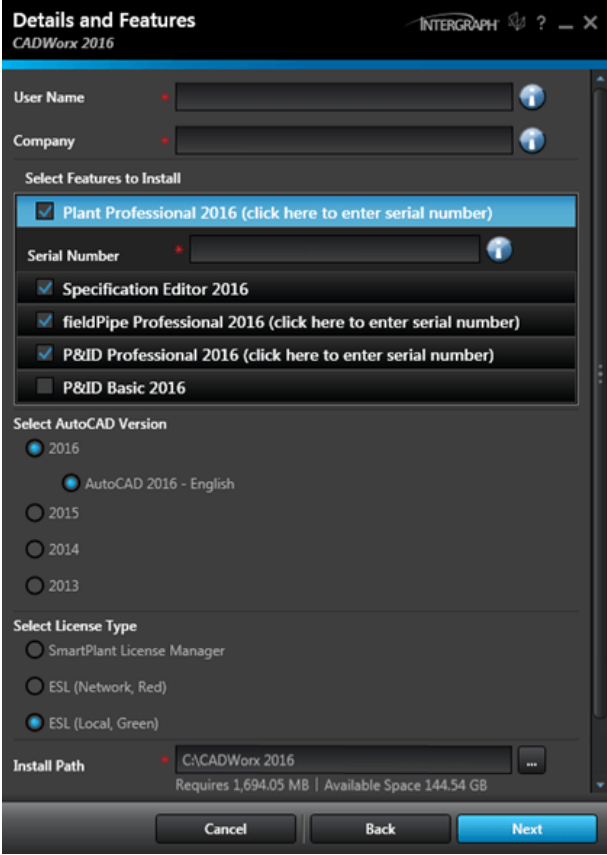 Details and Features
INTERGRAPH ?
CADWorx 2016
User Name *
Company *
Select Features to Install
Plant Professional 2016 (click here to enter serial number)
Serial Number *
Specification Editor 2016
fieldPipe Professional 2016 (click here to enter serial number)
P&ID Professional 2016 (click here to enter serial number)
P&ID Basic 2016
Select AutoCAD Version
2016
AutoCAD 2016 - English
2015
2014
2013
Select License Type
SmartPlant License Manager
ESL (Network, Red)
ESL (Local, Green)
Install Path * C:\CADWorx 2016 ...
Requires 1,694.05 MB | Available Space 144.54 GB
Cancel Back Next